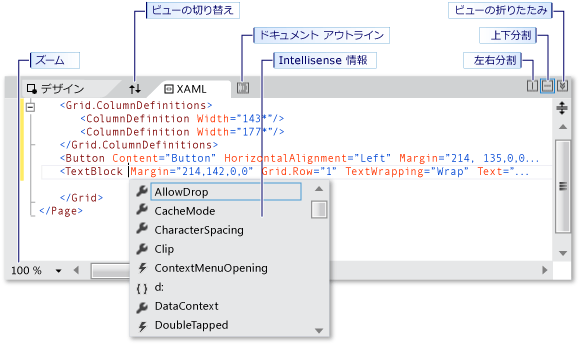 ビューの切り替え
ビューの折りたたみ
ドキュメント アウトライン
上下分割
ズーム
Intellisense 情報
左右分割
デザイン
XAML
<Grid.ColumnDefinitions>
<ColumnDefinition Width="143*"/>
<ColumnDefinition Width="177*"/>
</Grid.ColumnDefinitions>
<Button Content="Button" HorizontalAlignment="Left" Margin="214, 135,0,0...
<TextBlock Margin="214,142,0,0" Grid.Row="1" TextWrapping="Wrap" Text="...
</Grid>
</Page>
AllowDrop
CacheMode
CharacterSpacing
Clip
ContextMenuOpening
{ } d:
DataContext
DoubleTapped
100 %